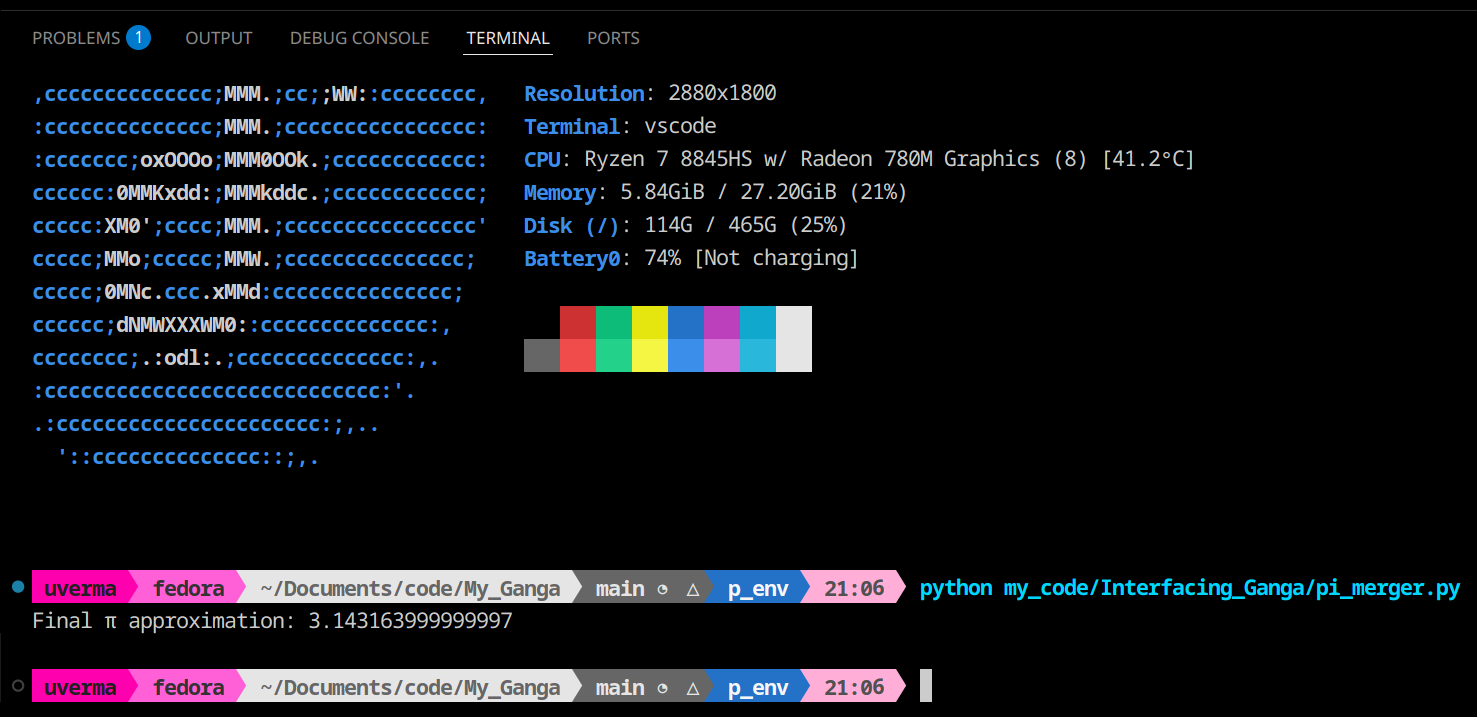 PROBLEMS 1 OUTPUT DEBUG CONSOLE TERMINAL PORTS
,cccccccccccccc;MMM.;cc;;WW::cccccccc, Resolution: 2880x1800
:cccccccccccccc;MMM.;cccccccccccccccc: Terminal: vscode
:ccccccc;oxOOOo;MMM0OOk.;cccccccccccc: CPU: Ryzen 7 8845HS w/ Radeon 780M Graphics (8) [41.2°C]
cccccc:0MMKxdd:;MMMkddc.;cccccccccccc; Memory: 5.84GiB / 27.20GiB (21%)
ccccc:XM0';cccc;MMM.;cccccccccccccccc' Disk (/): 114G / 465G (25%)
ccccc;MMo;ccccc;MMW.;ccccccccccccccc; Battery0: 74% [Not charging]
ccccc;0MNc.ccc.xMMd:ccccccccccccccc;
cccccc;dNMWXXXWM0::cccccccccccccc:,
cccccccc;.:odl:.;cccccccccccccc:,.
:cccccccccccccccccccccccccccc:'.
.:cccccccccccccccccccccc:;,..
'::cccccccccccccc::;,.
uverma fedora ~/Documents/code/My_Ganga main ◔ △ p_env 21:06 python my_code/Interfacing_Ganga/pi_merger.py
Final π approximation: 3.143163999999997
uverma fedora ~/Documents/code/My_Ganga main ◔ △ p_env 21:06